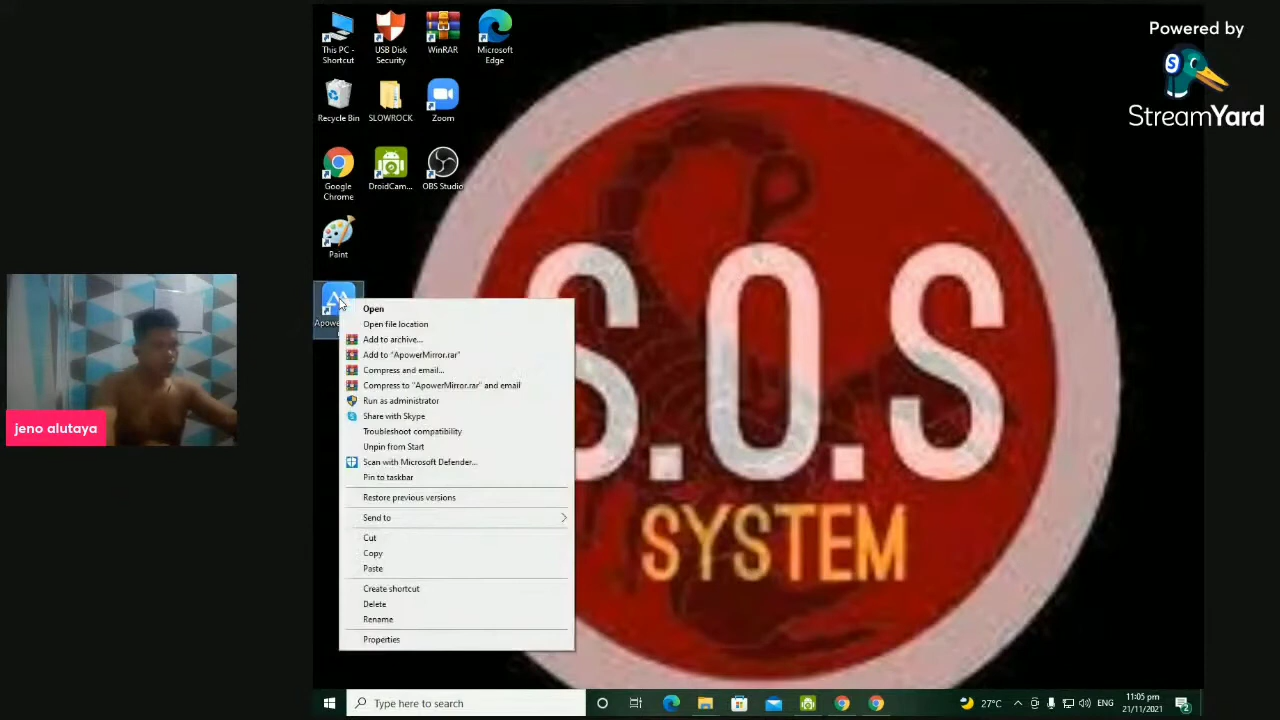 This PC - Shortcut
USB Disk Security
WinRAR
Microsoft Edge
Recycle Bin
SLOWROCK
Zoom
Google Chrome
DroidCam...
OBS Studio
Paint
Open
Open file location
Add to archive...
Add to "ApowerMirror.rar"
Compress and email...
Compress to "ApowerMirror.rar" and email
Run as administrator
Share with Skype
Troubleshoot compatibility
Unpin from Start
Scan with Microsoft Defender...
Pin to taskbar
Restore previous versions
Send to
Cut
Copy
Paste
Create shortcut
Delete
Rename
Properties
S.O.S
SYSTEM
Powered by
StreamYard
jeno alutaya
Type here to search
27°C
ENG
11:05 pm
21/11/2021
2